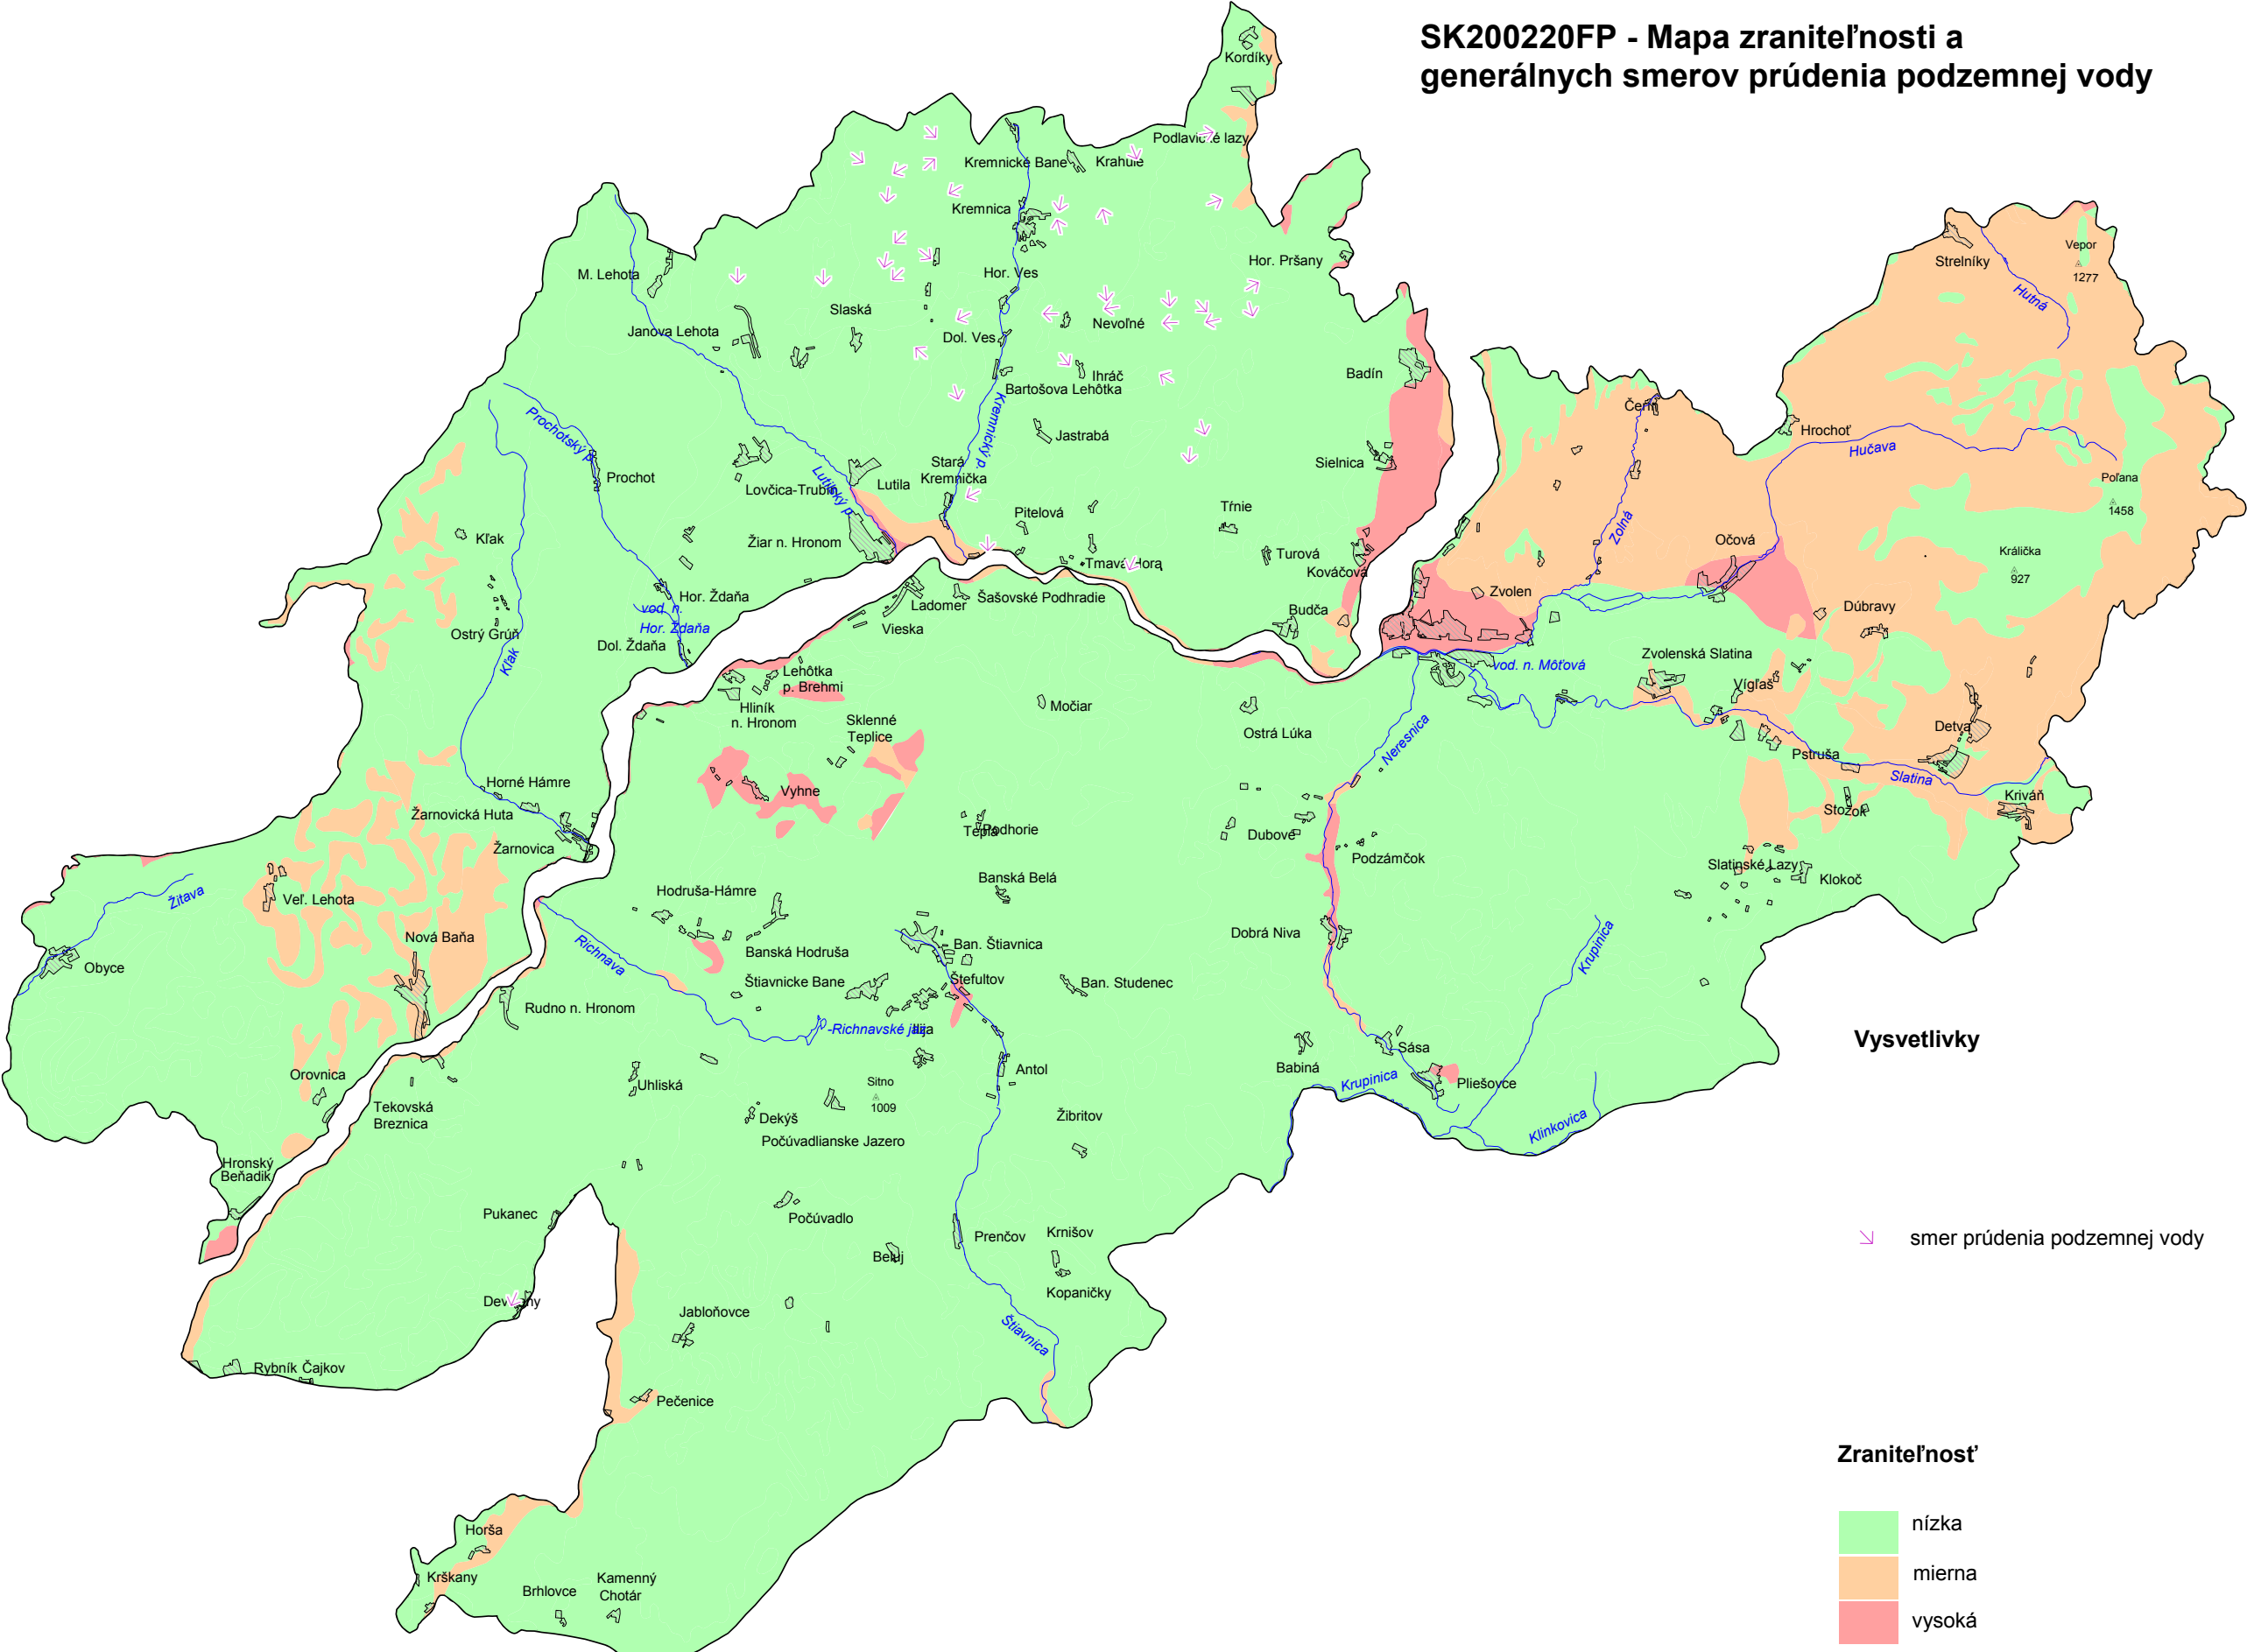 SK200220FP - Mapa zraniteľnosti a
generálnych smerov prúdenia podzemnej vody
Kordíky
Podlavické lazy
Kremnické Bane
Krahule
Kremnica
Hor. Ves
Hor. Pršany
M. Lehota
Slaská
Janova Lehota
Dol. Ves
Nevoľné
Ihráč
Bartošova Lehôtka
Badín
Strelníky
Vepor
1277
Hutná
Prochotský p.
Kremnický p.
Jastrabá
Čerín
Hrochoť
Hučava
Prochot
Lovčica-Trubín
Lutilský p.
Lutila
Stará
Kremnička
Sielnica
Poľana
1458
Kľak
Žiar n. Hronom
Pitelová
Tŕnie
Zolná
Očová
Králička
927
Tmavá Hora
Turová
Kováčová
Hor. Ždaňa
vod. n.
Hor. Ždaňa
Ladomer
Šašovské Podhradie
Zvolen
Budča
Dúbravy
Ostrý Grúň
Vieska
Dol. Ždaňa
Kľak
Lehôtka
p. Brehmi
vod. n. Môťová
Zvolenská Slatina
Vígľaš
Hliník
n. Hronom
Sklenné
Teplice
Močiar
Ostrá Lúka
Neresnica
Detva
Pstruša
Slatina
Horné Hámre
Vyhne
Kriváň
Žarnovická Huta
Stožok
Teplá
Podhorie
Dubové
Žarnovica
Podzámčok
Slatinské Lazy
Klokoč
Žitava
Veľ. Lehota
Hodruša-Hámre
Banská Belá
Nová Baňa
Richnava
Banská Hodruša
Ban. Štiavnica
Dobrá Niva
Krupinica
Obyce
Štiavnicke Bane
Štefultov
Ban. Studenec
Rudno n. Hronom
-Richnavské jaz.
Ilija
Vysvetlivky
Sása
Orovnica
Uhliská
Sitno
1009
Antol
Babiná
Krupinica
Pliešovce
Tekovská
Breznica
Dekýš
Žibritov
Klinkovica
Počúvadlianske Jazero
Hronský
Beňadik
Pukanec
Počúvadlo
Prenčov
Krnišov
smer prúdenia podzemnej vody
Beluj
Kopaničky
Devičany
Jabloňovce
Štiavnica
Rybník Čajkov
Pečenice
Zraniteľnosť
Horša
nízka
Krškany
Brhlovce
Kamenný
Chotár
mierna
vysoká